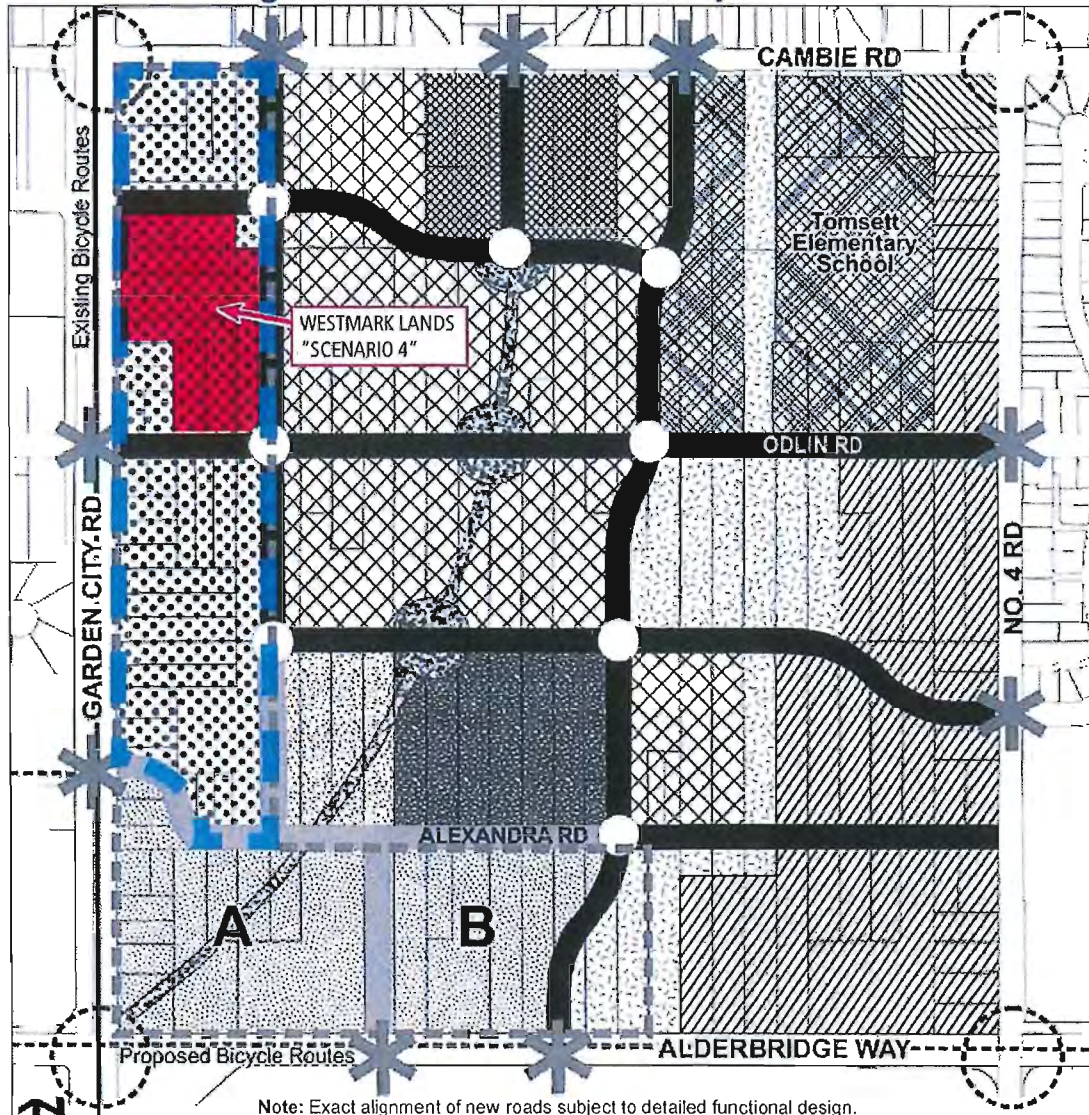 CAMBIE RD
Existing Bicycle Routes
Tomsett
Elementary
School
WESTMARK LANDS
"SCENARIO 4"
ODLIN RD
GARDEN CITY RD
NO. 4 RD
ALEXANDRA RD
A
B
Proposed Bicycle Routes
ALDERBRIDGE WAY
Note: Exact alignment of new roads subject to detailed functional design.